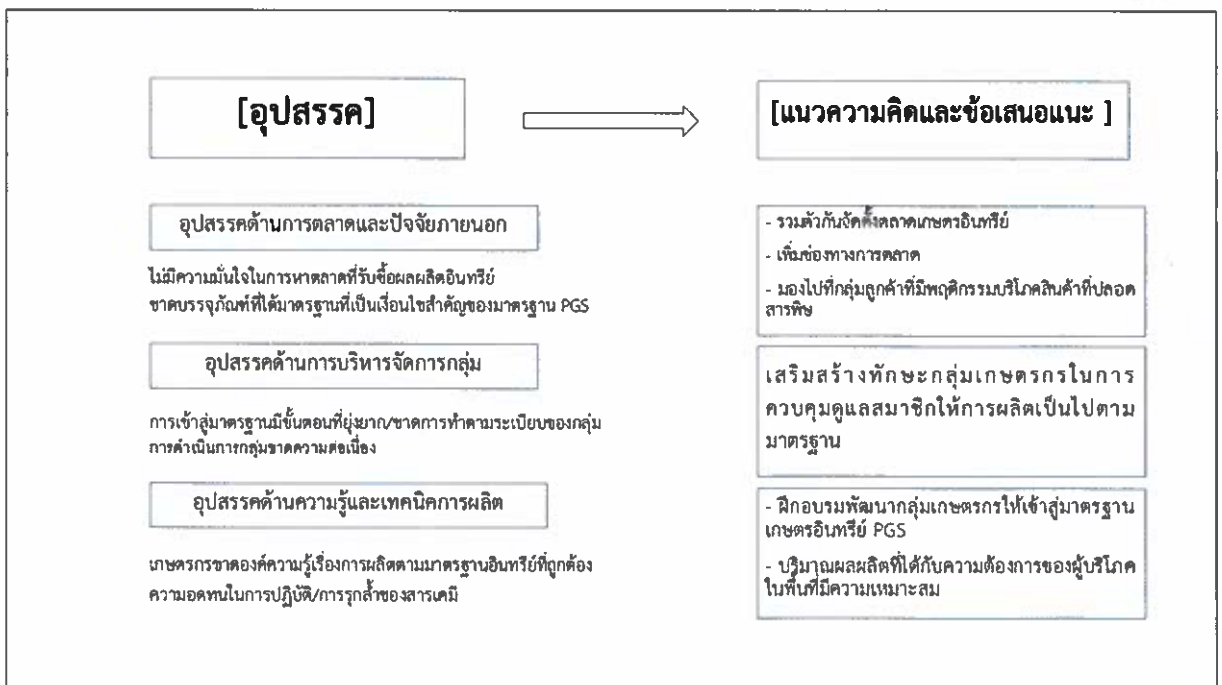 [อุปสรรค]
[แนวความคิดและข้อเสนอแนะ ]
อุปสรรคด้านการตลาดและปัจจัยภายนอก
ไม่มีความมั่นใจในการหาตลาดที่รับซื้อผลผลิตอินทรีย์
ขาดบรรจุภัณฑ์ที่ได้มาตรฐานที่เป็นเงื่อนไขสำคัญของมาตรฐาน PGS
- รวมตัวกันจัดตั้งตลาดเกษตรอินทรีย์
- เพิ่มช่องทางการตลาด
- มองไปที่กลุ่มลูกค้าที่มีพฤติกรรมบริโภคสินค้าที่ปลอด
สารพิษ
อุปสรรคด้านการบริหารจัดการกลุ่ม
การเข้าสู่มาตรฐานมีขั้นตอนที่ยุ่งยาก/ขาดการทำตามระเบียบของกลุ่ม
การดำเนินการกลุ่มขาดความต่อเนื่อง
เสริมสร้างทักษะกลุ่มเกษตรกรในการ
ควบคุมดูแลสมาชิกให้การผลิตเป็นไปตาม
มาตรฐาน
อุปสรรคด้านความรู้และเทคนิคการผลิต
เกษตรกรขาดองค์ความรู้เรื่องการผลิตตามมาตรฐานอินทรีย์ที่ถูกต้อง
ความอดทนในการปฏิบัติ/การรุกล้ำของสารเคมี
- ฝึกอบรมพัฒนากลุ่มเกษตรกรให้เข้าสู่มาตรฐาน
เกษตรอินทรีย์ PGS
- ปริมาณผลผลิตที่ได้กับความต้องการของผู้บริโภค
ในพื้นที่มีความเหมาะสม